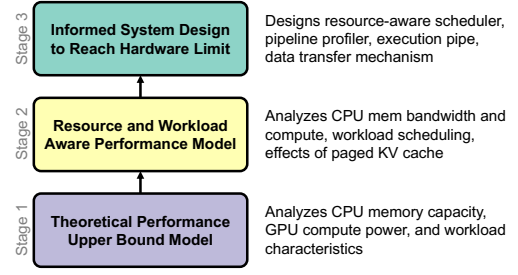 Stage 3
Informed System Design
to Reach Hardware Limit
Designs resource-aware scheduler,
pipeline profiler, execution pipe,
data transfer mechanism
Stage 2
Resource and Workload
Aware Performance Model
Analyzes CPU mem bandwidth and
compute, workload scheduling,
effects of paged KV cache
Stage 1
Theoretical Performance
Upper Bound Model
Analyzes CPU memory capacity,
GPU compute power, and workload
characteristics